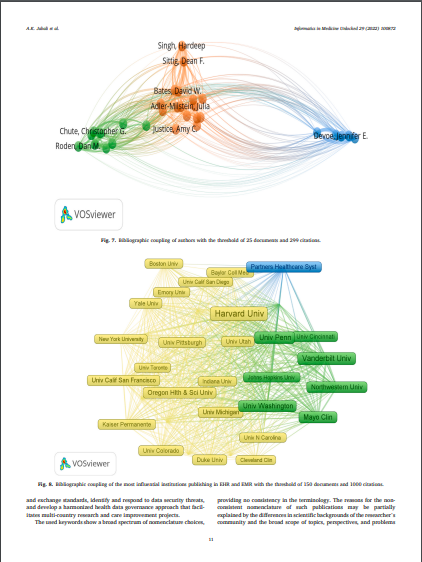 A.K. Jabali et al.
Informatics in Medicine Unlocked 29 (2022) 100872
Singh, Hardeep
Sittig, Dean F.
Bates, David W.
Adler-Milstein, Julia
Chute, Christopher G.
Justice, Amy C.
Devoe, Jennifer E.
Roden, Dan M.
VOSviewer
Fig. 7. Bibliographic coupling of authors with the threshold of 25 documents and 299 citations.
Boston Univ
Partners Healthcare Syst
Baylor Coll Med
Univ Calif San Diego
Emory Univ
Yale Univ
Harvard Univ
New York University
Univ Pittsburgh
Univ Utah
Univ Penn
Univ Cincinnati
Vanderbilt Univ
Univ Toronto
Univ Calif San Francisco
Indiana Univ
Johns Hopkins Univ
Northwestern Univ
Oregon Hlth & Sci Univ
Univ Michigan
Univ Washington
Mayo Clin
Kaiser Permanente
Univ N Carolina
Univ Colorado
Duke Univ
Cleveland Clin
VOSviewer
Fig. 8. Bibliographic coupling of the most influential institutions publishing in EHR and EMR with the threshold of 150 documents and 1000 citations.
and exchange standards, identify and respond to data security threats,
and develop a harmonized health data governance approach that facil-
itates multi-country research and care improvement projects.
The used keywords show a broad spectrum of nomenclature choices,
providing no consistency in the terminology. The reasons for the non-
consistent nomenclature of such publications may be partially
explained by the differences in scientific backgrounds of the researcher's
community and the broad scope of topics, perspectives, and problems
11